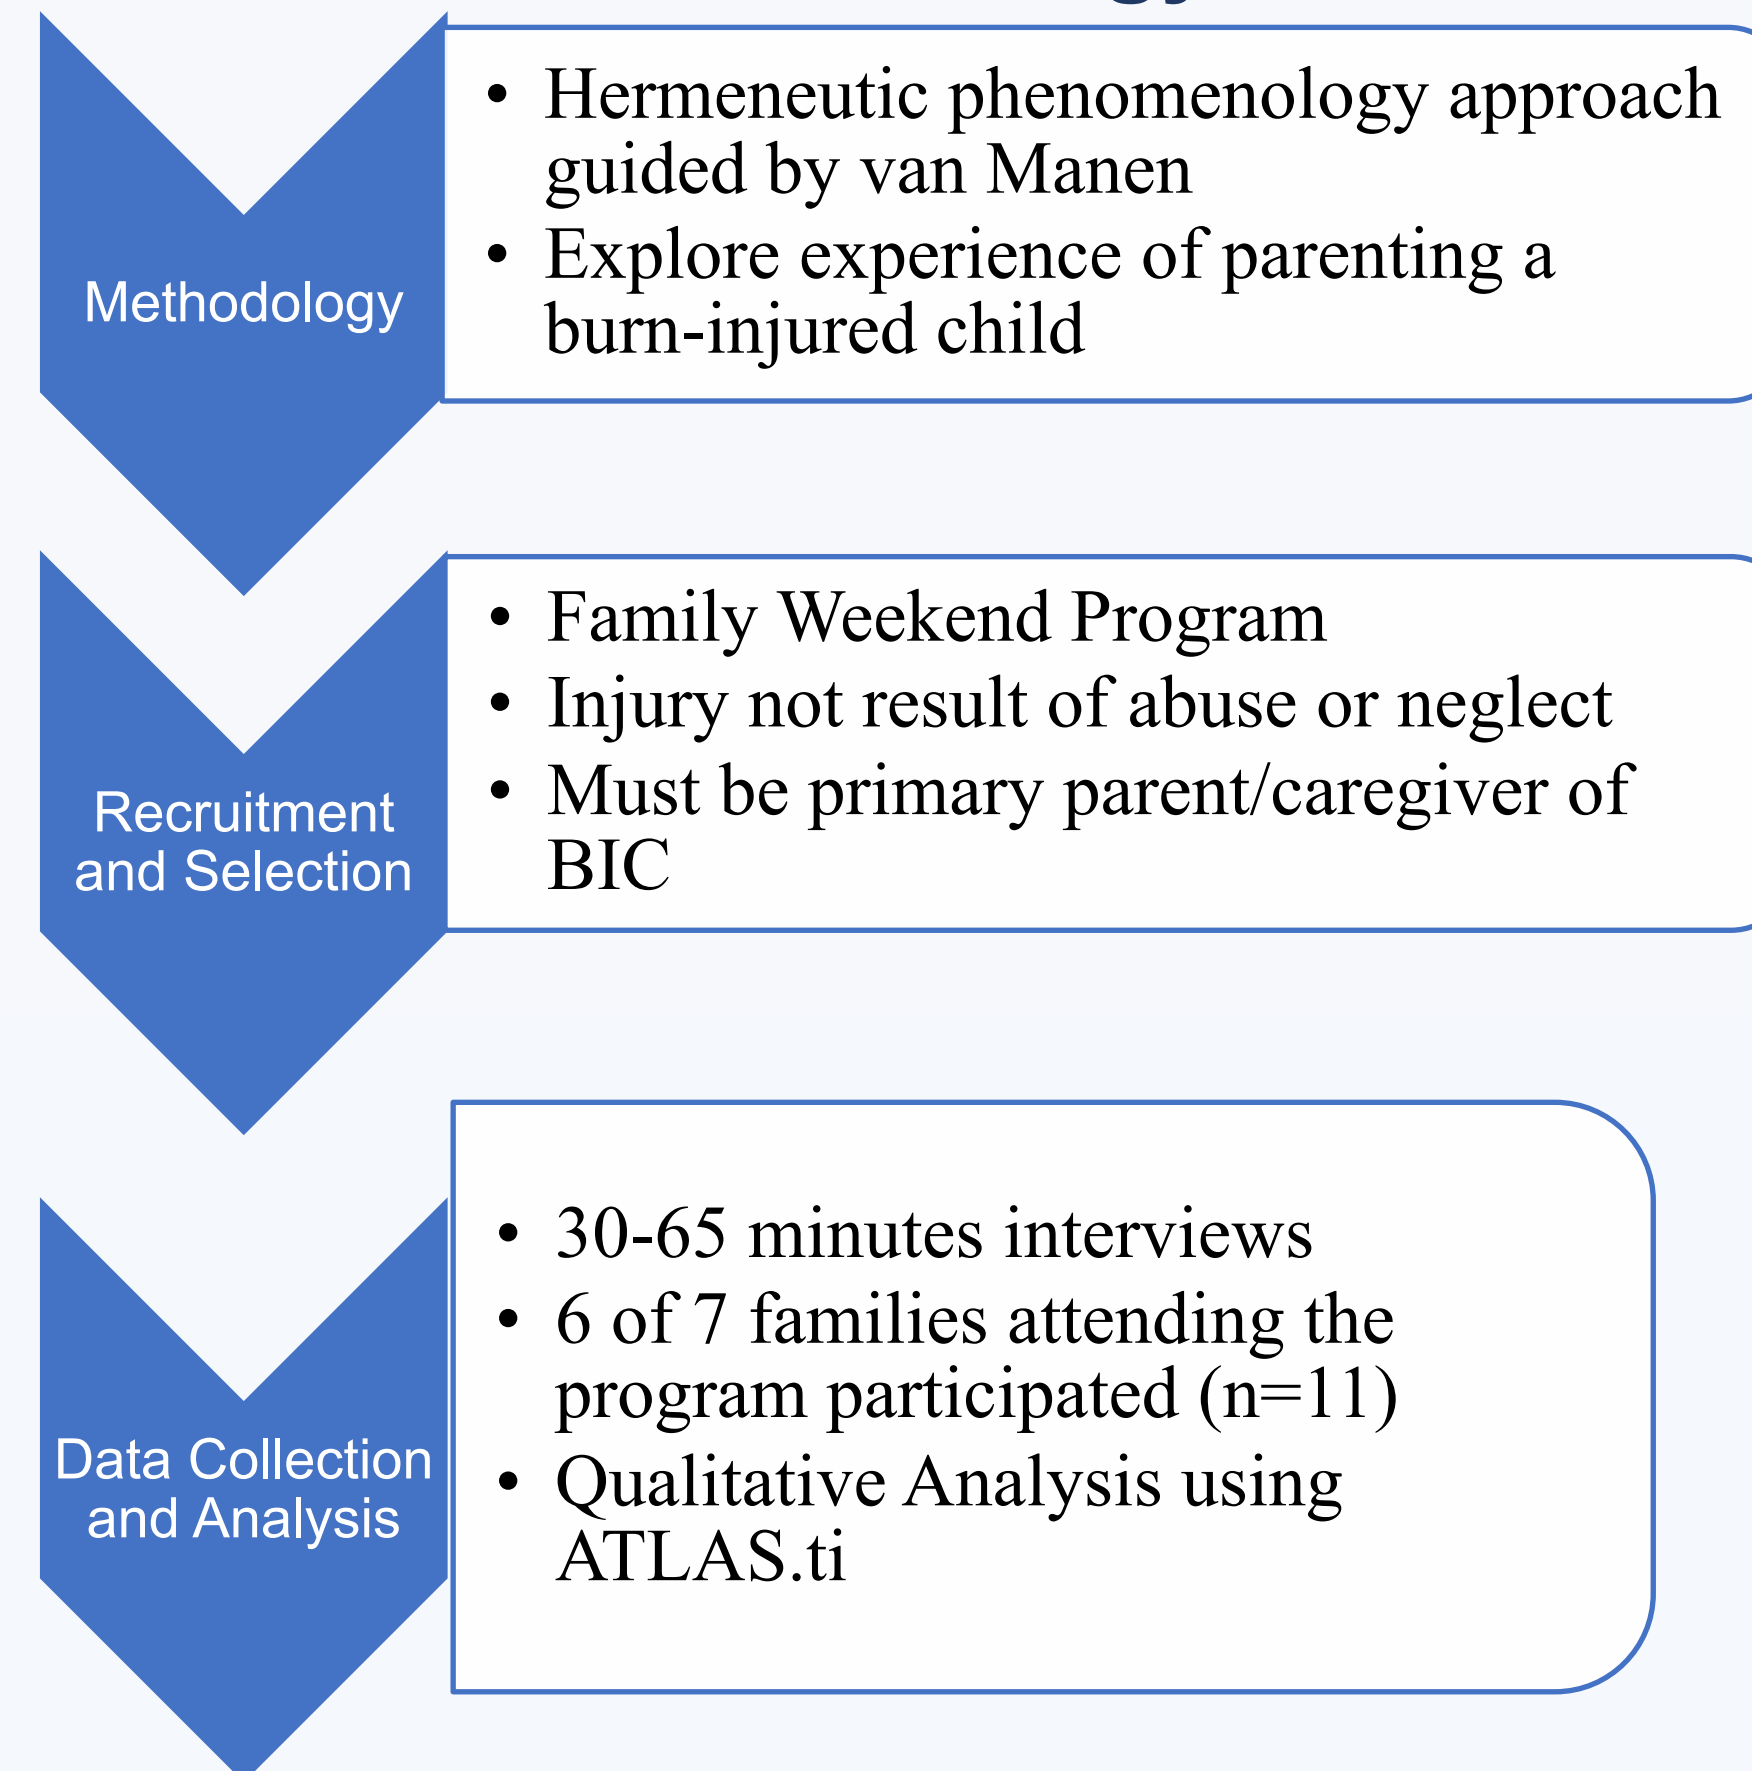 Methodology
• Hermeneutic phenomenology approach
guided by van Manen
• Explore experience of parenting a
burn-injured child
Recruitment
and Selection
• Family Weekend Program
• Injury not result of abuse or neglect
• Must be primary parent/caregiver of
BIC
Data Collection
and Analysis
• 30-65 minutes interviews
• 6 of 7 families attending the
program participated (n=11)
• Qualitative Analysis using
ATLAS.ti